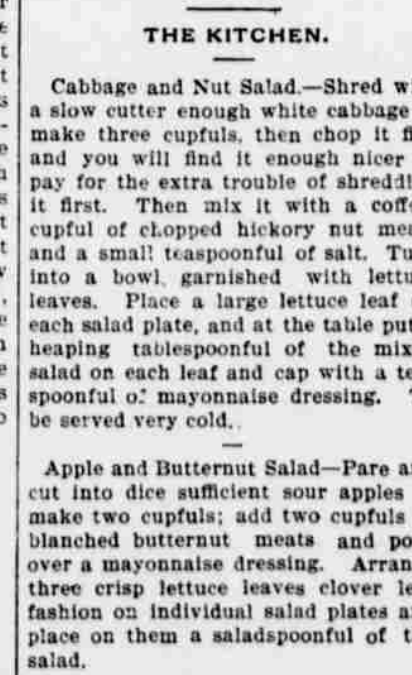 THE KITCHEN.
Cabbage and Nut Salad.—Shred wi
a slow cutter enough white cabbage
make three cupfuls, then chop it fi
and you will find it enough nicer
pay for the extra trouble of shreddi
it first. Then mix it with a coff
cupful of chopped hickory nut mea
and a small teaspoonful of salt. Tu
into a bowl, garnished with lettu
leaves. Place a large lettuce leaf
each salad plate, and at the table put
heaping tablespoonful of the mix
salad on each leaf and cap with a te
spoonful of mayonnaise dressing. T
be served very cold.
Apple and Butternut Salad—Pare a
cut into dice sufficient sour apples
make two cupfuls; add two cupfuls
blanched butternut meats and po
over a mayonnaise dressing. Arran
three crisp lettuce leaves clover le
fashion on individual salad plates a
place on them a saladspoonful of t
salad.